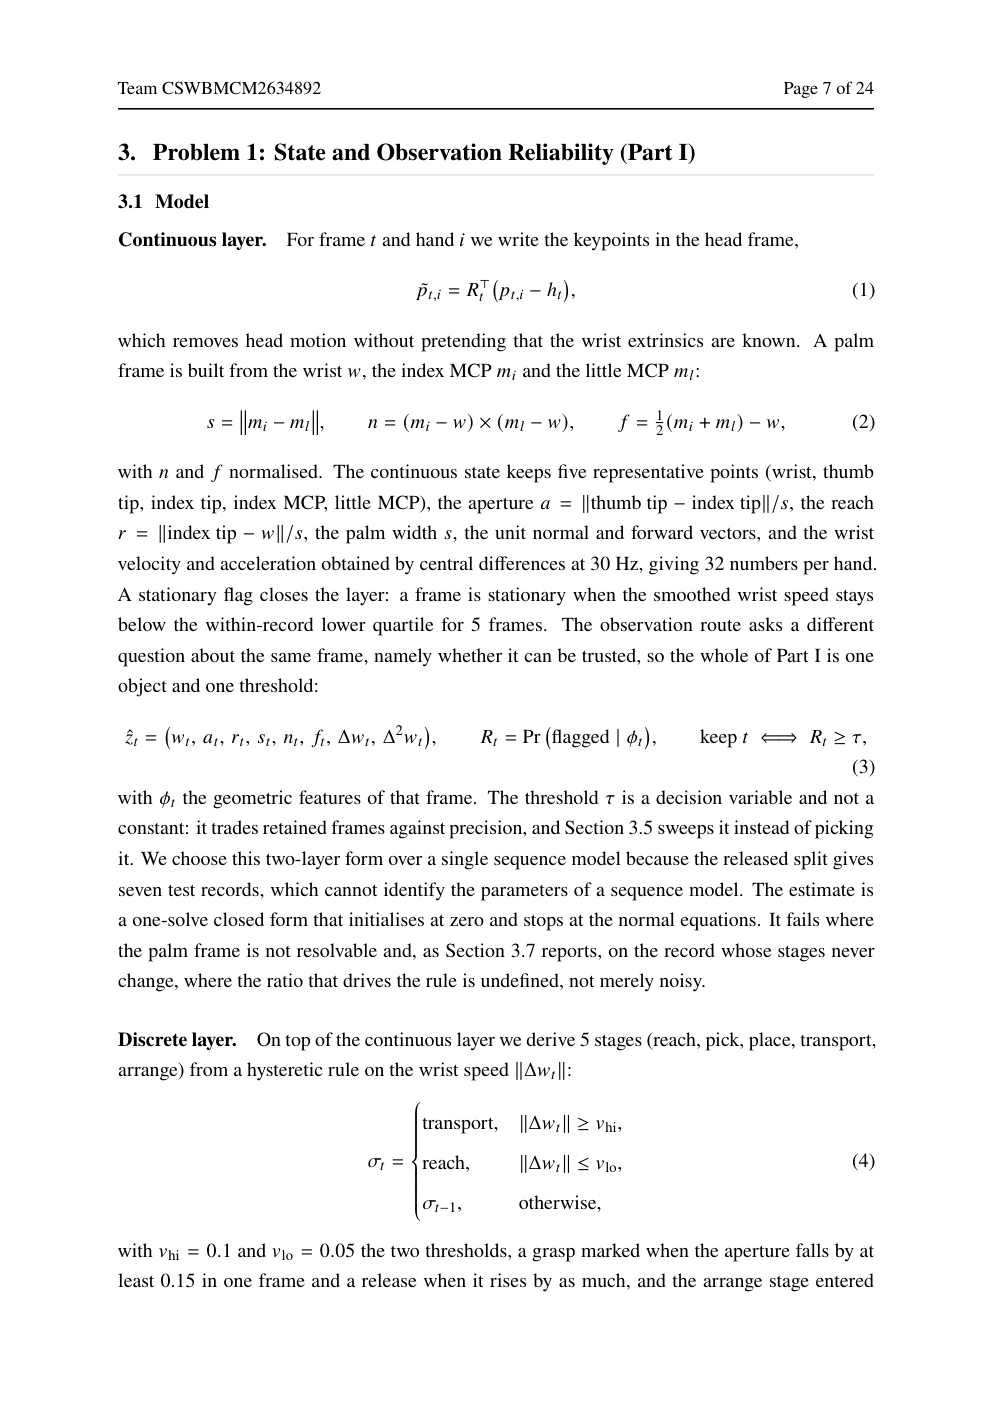 Team CSWBMCM2634892 Page 7 of 24
3. Problem 1: State and Observation Reliability (Part I)
3.1 Model
Continuous layer. For frame t and hand i we write the keypoints in the head frame,
p̃_{t,i} = R_t^⊤(p_{t,i} − h_t), (1)
which removes head motion without pretending that the wrist extrinsics are known. A palm
frame is built from the wrist w, the index MCP m_i and the little MCP m_l:
s = ‖m_i − m_l‖, n = (m_i − w) × (m_l − w), f = ½(m_i + m_l) − w, (2)
with n and f normalised. The continuous state keeps five representative points (wrist, thumb
tip, index tip, index MCP, little MCP), the aperture a = ‖thumb tip − index tip‖/s, the reach
r = ‖index tip − w‖/s, the palm width s, the unit normal and forward vectors, and the wrist
velocity and acceleration obtained by central differences at 30 Hz, giving 32 numbers per hand.
A stationary flag closes the layer: a frame is stationary when the smoothed wrist speed stays
below the within-record lower quartile for 5 frames. The observation route asks a different
question about the same frame, namely whether it can be trusted, so the whole of Part I is one
object and one threshold:
ẑ_t = (w_t, a_t, r_t, s_t, n_t, f_t, Δw_t, Δ²w_t), R_t = Pr (flagged | ϕ_t), keep t ⟺ R_t ≥ τ,
(3)
with ϕ_t the geometric features of that frame. The threshold τ is a decision variable and not a
constant: it trades retained frames against precision, and Section 3.5 sweeps it instead of picking
it. We choose this two-layer form over a single sequence model because the released split gives
seven test records, which cannot identify the parameters of a sequence model. The estimate is
a one-solve closed form that initialises at zero and stops at the normal equations. It fails where
the palm frame is not resolvable and, as Section 3.7 reports, on the record whose stages never
change, where the ratio that drives the rule is undefined, not merely noisy.
Discrete layer. On top of the continuous layer we derive 5 stages (reach, pick, place, transport,
arrange) from a hysteretic rule on the wrist speed ‖Δw_t‖:
transport, ‖Δw_t‖ ≥ v_hi,
σ_t = { reach, ‖Δw_t‖ ≤ v_lo, (4)
σ_{t−1}, otherwise,
with v_hi = 0.1 and v_lo = 0.05 the two thresholds, a grasp marked when the aperture falls by at
least 0.15 in one frame and a release when it rises by as much, and the arrange stage entered